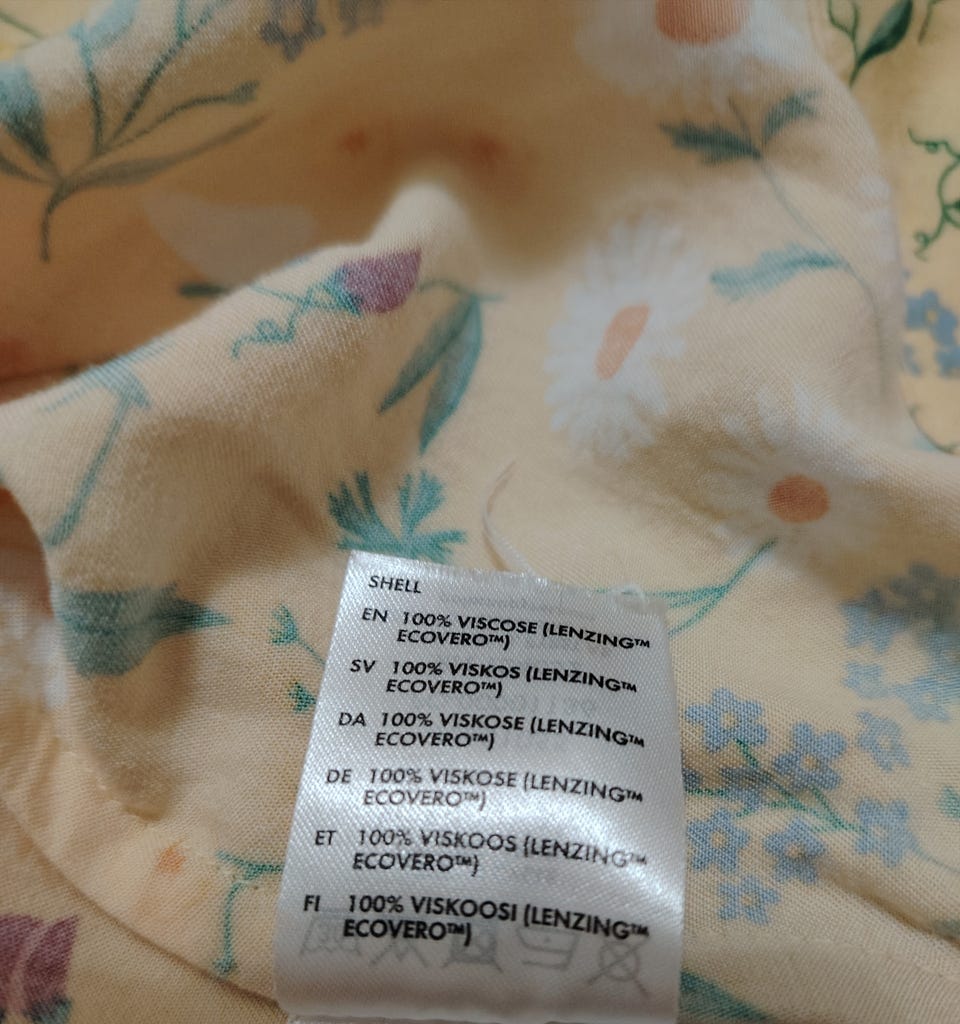 SHELL
EN 100% VISCOSE (LENZING™
ECOVERO™)
SV 100% VISKOS (LENZING™
ECOVERO™)
DA 100% VISKOSE (LENZING™
ECOVERO™)
DE 100% VISKOSE (LENZING™
ECOVERO™)
ET 100% VISKOOS (LENZING™
ECOVERO™)
FI 100% VISKOOSI (LENZING™
ECOVERO™)